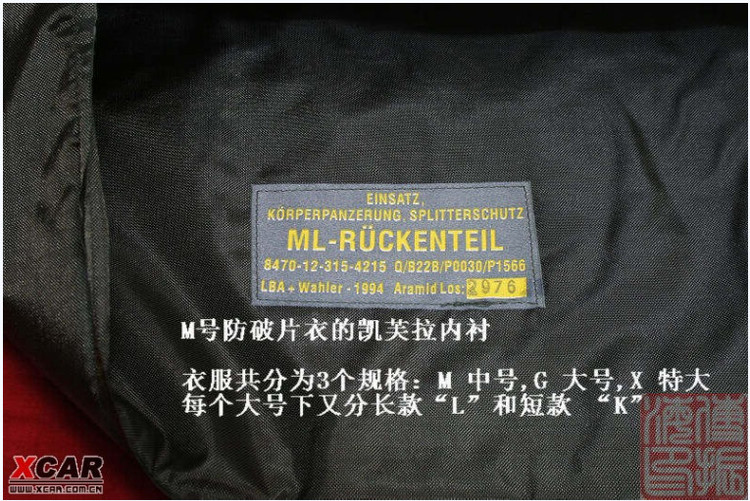 EINSATZ,
KÖRPERPANZERUNG, SPLITTERSCHUTZ
ML-RÜCKENTEIL
8470-12-315-4215 Q/B22B/P0030/P1566
LBA + Wahler - 1994 Aramid Los: 2976
M号防破片衣的凯芙拉内衬
衣服共分为3个规格：M 中号,G 大号,X 特大
每个大号下又分长款“L”和短款 “K”
XCAR
WWW.XCAR.COM.CN